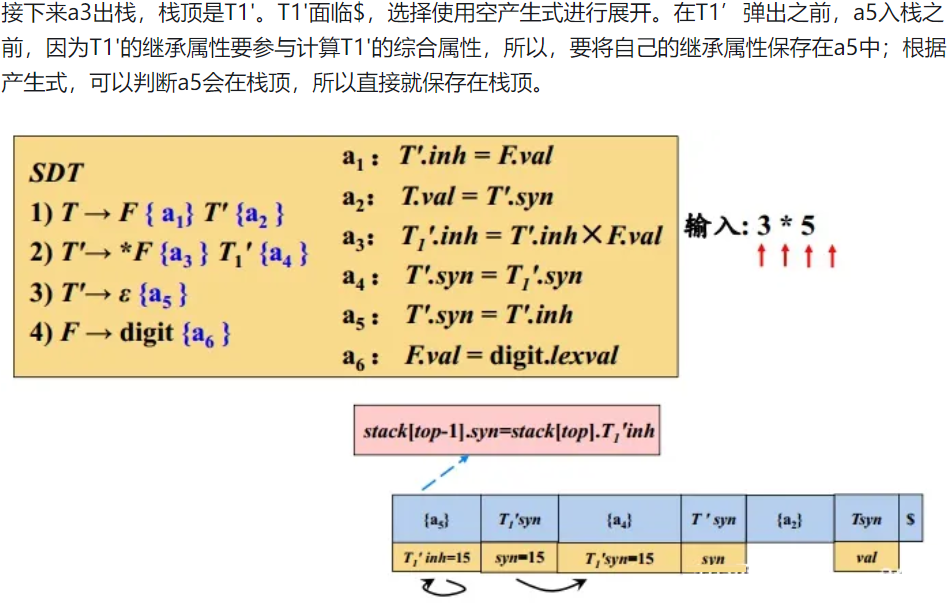 接下来a3出栈，栈顶是T1'。T1'面临$，选择使用空产生式进行展开。在T1’弹出之前，a5入栈之
前，因为T1'的继承属性要参与计算T1'的综合属性，所以，要将自己的继承属性保存在a5中；根据
产生式，可以判断a5会在栈顶，所以直接就保存在栈顶。
SDT
1) T → F { a₁} T′ {a₂ }
2) T′→ *F {a₃ } T₁′ {a₄ }
3) T′→ ε {a₅ }
4) F → digit {a₆ }
a₁： T′.inh = F.val
a₂： T.val = T′.syn
a₃： T₁′.inh = T′.inh×F.val
a₄： T′.syn = T₁′.syn
a₅： T′.syn = T′.inh
a₆： F.val = digit.lexval
输入: 3 * 5
stack[top-1].syn=stack[top].T₁′inh
{a₅} T₁′syn {a₄} T ′ syn {a₂} Tsyn $
T₁′ inh=15 syn=15 T₁′syn=15 syn val